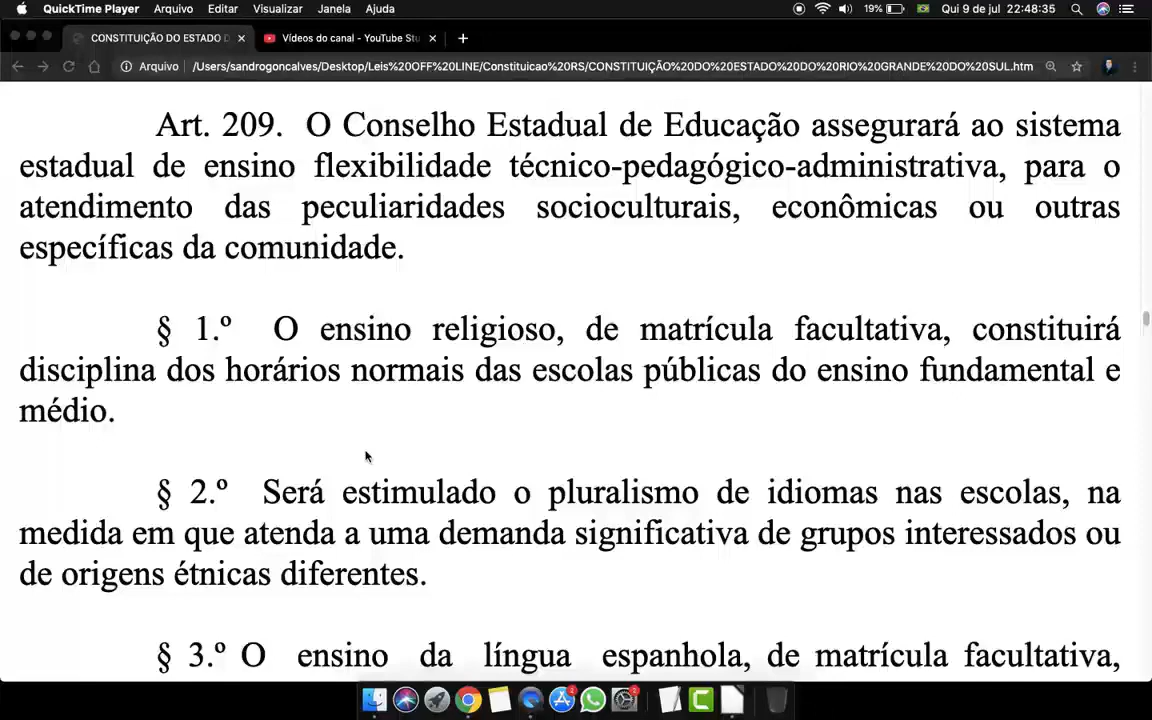 QuickTime Player Arquivo Editar Visualizar Janela Ajuda 19% Qui 9 de jul 22:48:35
CONSTITUIÇÃO DO ESTADO D × Vídeos do canal - YouTube Stu × +
Arquivo | /Users/sandrogoncalves/Desktop/Leis%20OFF%20LINE/Constituicao%20RS/CONSTITUIÇÃO%20DO%20ESTADO%20DO%20RIO%20GRANDE%20DO%20SUL.htm
Art. 209. O Conselho Estadual de Educação assegurará ao sistema
estadual de ensino flexibilidade técnico-pedagógico-administrativa, para o
atendimento das peculiaridades socioculturais, econômicas ou outras
específicas da comunidade.
§ 1.º O ensino religioso, de matrícula facultativa, constituirá
disciplina dos horários normais das escolas públicas do ensino fundamental e
médio.
§ 2.º Será estimulado o pluralismo de idiomas nas escolas, na
medida em que atenda a uma demanda significativa de grupos interessados ou
de origens étnicas diferentes.
§ 3.º O ensino da língua espanhola, de matrícula facultativa,